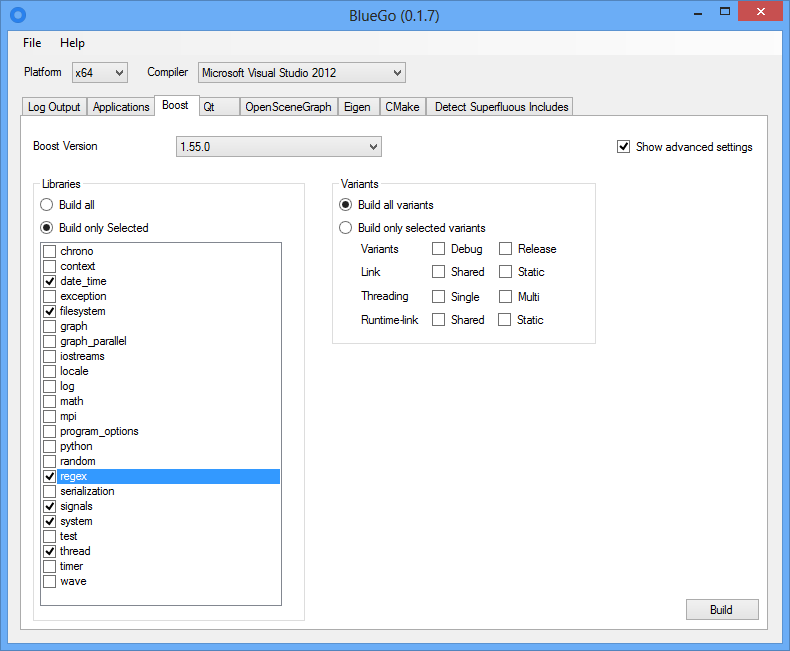 BlueGo (0.1.7)
File Help
Platform x64 Compiler Microsoft Visual Studio 2012
Log Output Applications Boost Qt OpenSceneGraph Eigen CMake Detect Superfluous Includes
Boost Version 1.55.0 Show advanced settings
Libraries
Build all
Build only Selected
chrono
context
date_time
exception
filesystem
graph
graph_parallel
iostreams
locale
log
math
mpi
program_options
python
random
regex
serialization
signals
system
test
thread
timer
wave
Variants
Build all variants
Build only selected variants
Variants Debug Release
Link Shared Static
Threading Single Multi
Runtime-link Shared Static
Build